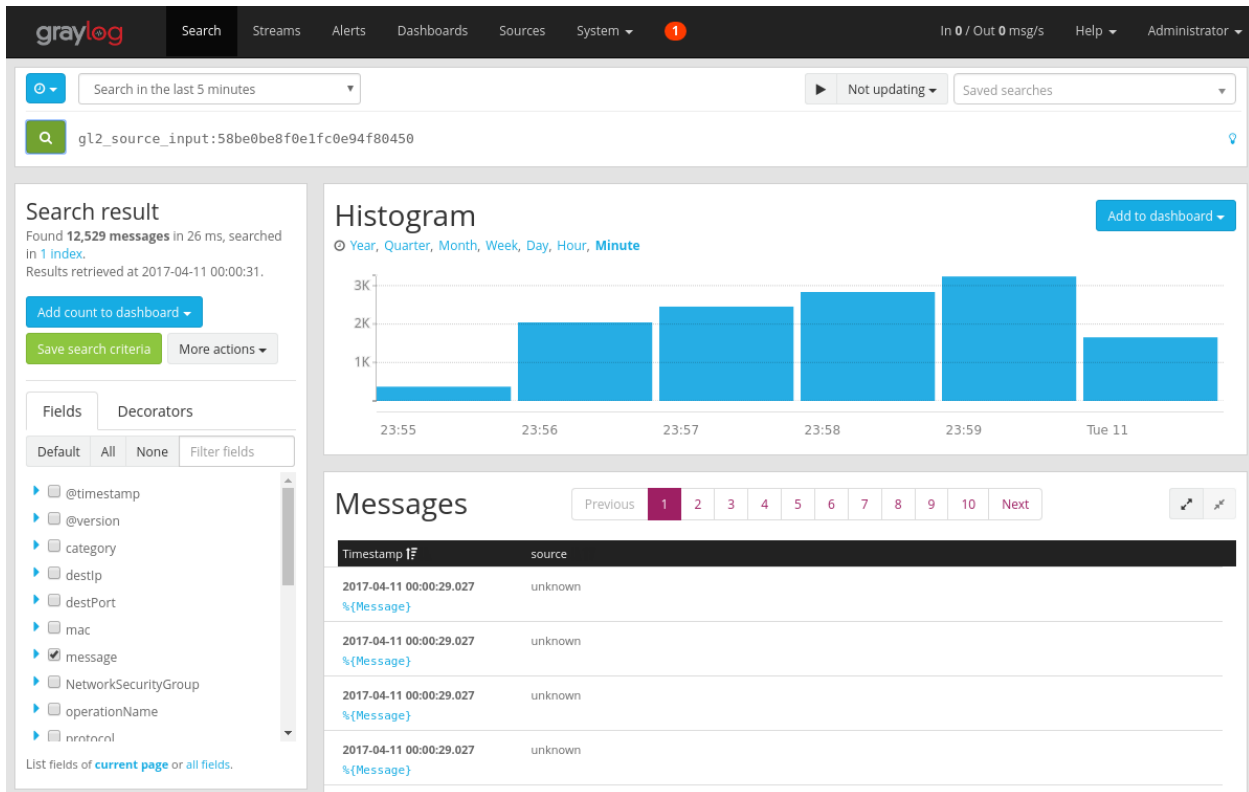 graylog Search Streams Alerts Dashboards Sources System 1 In 0 / Out 0 msg/s Help Administrator
Search in the last 5 minutes Not updating Saved searches
gl2_source_input:58be0be8f0e1fc0e94f80450
Search result
Found 12,529 messages in 26 ms, searched
in 1 index.
Results retrieved at 2017-04-11 00:00:31.
Add count to dashboard
Save search criteria More actions
Fields Decorators
Default All None Filter fields
@timestamp
@version
category
destIp
destPort
mac
message
NetworkSecurityGroup
operationName
protocol
List fields of current page or all fields.
Histogram
Add to dashboard
Year, Quarter, Month, Week, Day, Hour, Minute
3K
2K
1K
23:55 23:56 23:57 23:58 23:59 Tue 11
Messages
Previous 1 2 3 4 5 6 7 8 9 10 Next
Timestamp source
2017-04-11 00:00:29.027 unknown
%{Message}
2017-04-11 00:00:29.027 unknown
%{Message}
2017-04-11 00:00:29.027 unknown
%{Message}
2017-04-11 00:00:29.027 unknown
%{Message}